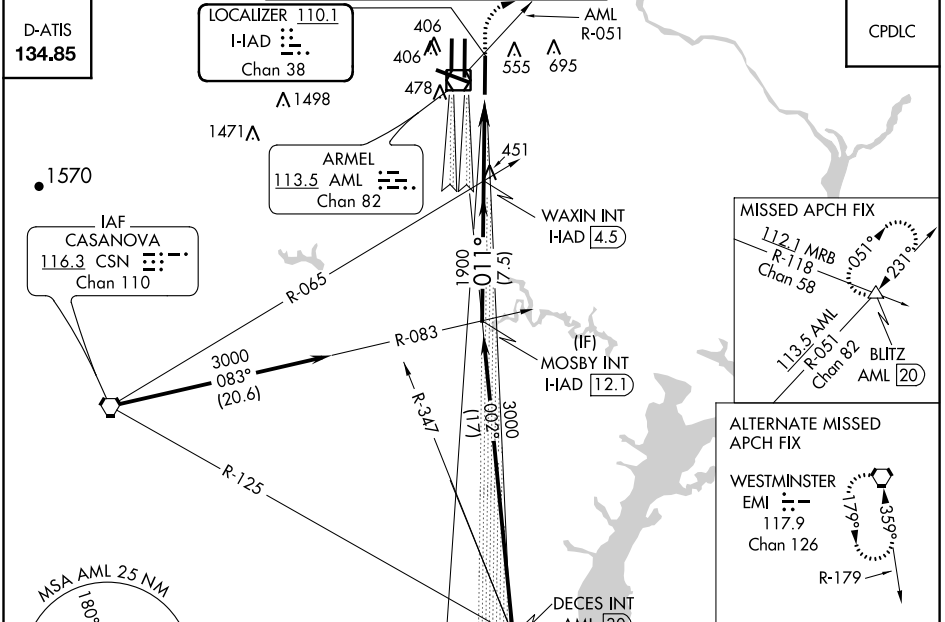 D-ATIS
134.85
LOCALIZER 110.1
I-IAD
Chan 38
AML
R-051
CPDLC
406
406
478
555
695
1498
1471
ARMEL
113.5 AML
Chan 82
451
1570
IAF
CASANOVA
116.3 CSN
Chan 110
WAXIN INT
I-IAD 4.5
R-065
1900
011°
(7.5)
R-083
3000
083°
(20.6)
(IF)
MOSBY INT
I-IAD 12.1
R-347
3000
002°
(17)
R-125
MISSED APCH FIX
112.1 MRB
R-118
Chan 58
051°
231°
113.5 AML
R-051
Chan 82
BLITZ
AML 20
ALTERNATE MISSED
APCH FIX
WESTMINSTER
EMI
117.9
Chan 126
179°
359°
R-179
MSA AML 25 NM
180°
DECES INT
AML 30